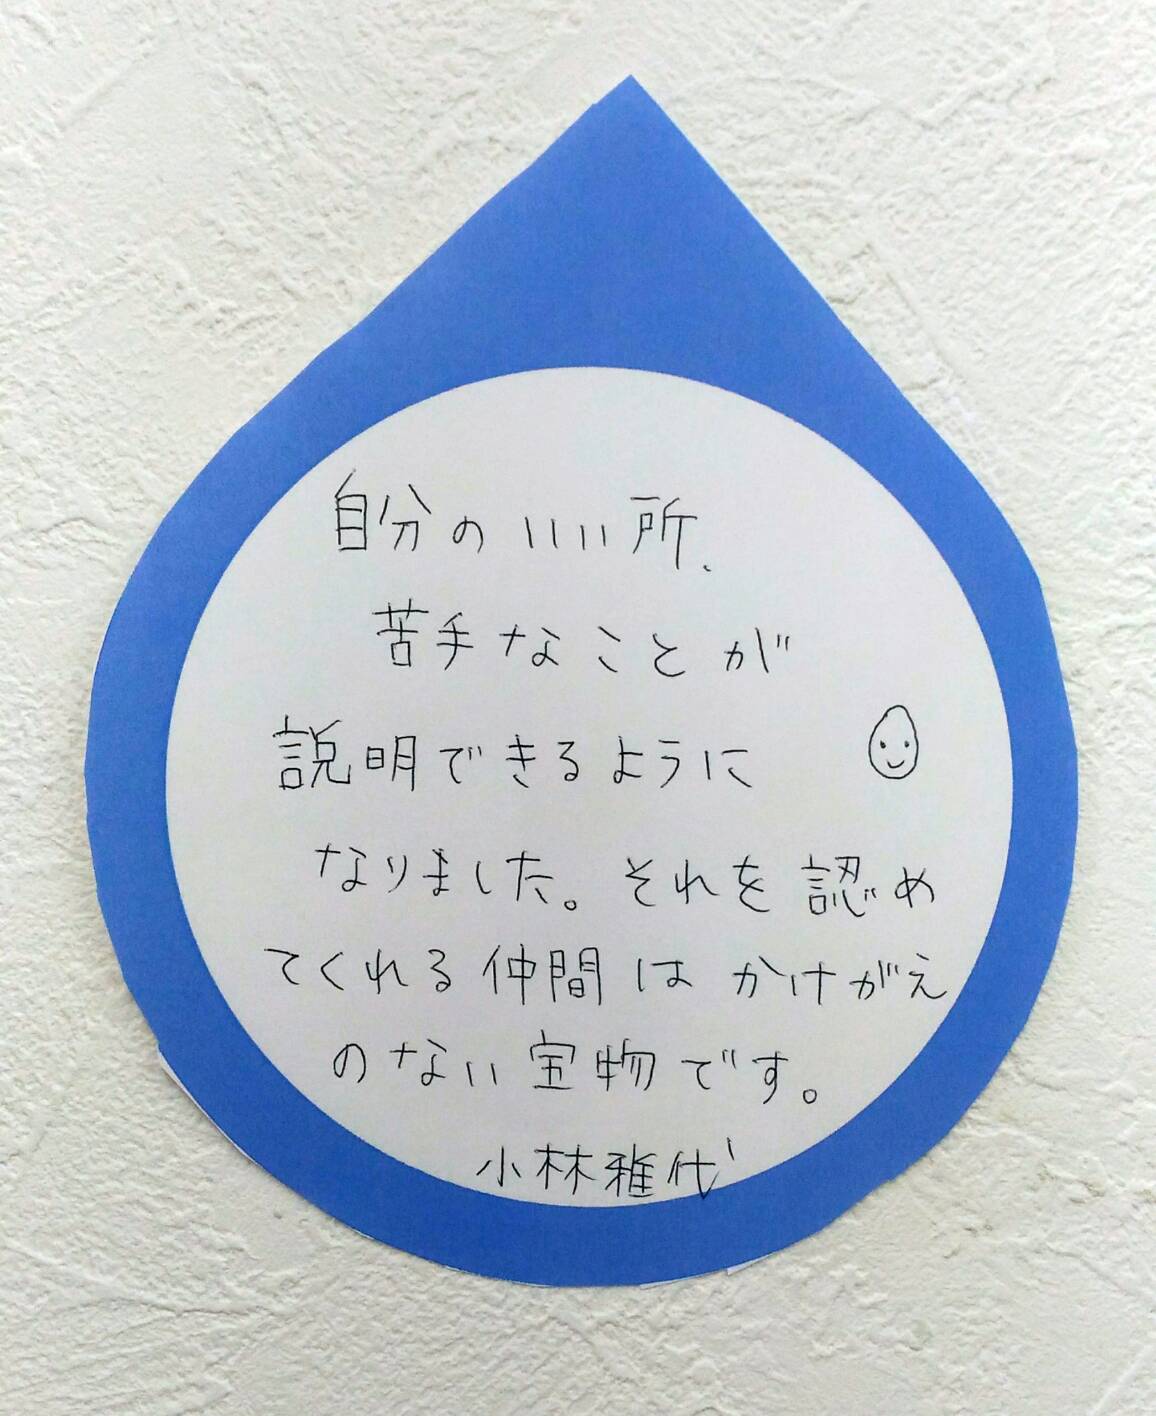 自分のいい所、
苦手なことが
説明できるように
なりました。それを認め
てくれる仲間はかけがえ
のない宝物です。
小林雅代